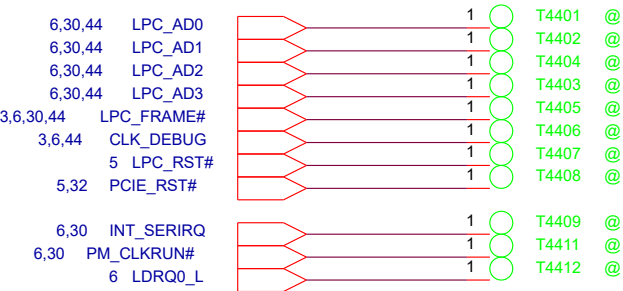 6,30,44 LPC_AD0 1 T4401 @
6,30,44 LPC_AD1 1 T4402 @
6,30,44 LPC_AD2 1 T4404 @
6,30,44 LPC_AD3 1 T4403 @
3,6,30,44 LPC_FRAME# 1 T4405 @
3,6,44 CLK_DEBUG 1 T4406 @
5 LPC_RST# 1 T4407 @
5,32 PCIE_RST# 1 T4408 @
6,30 INT_SERIRQ 1 T4409 @
6,30 PM_CLKRUN# 1 T4411 @
6 LDRQ0_L 1 T4412 @